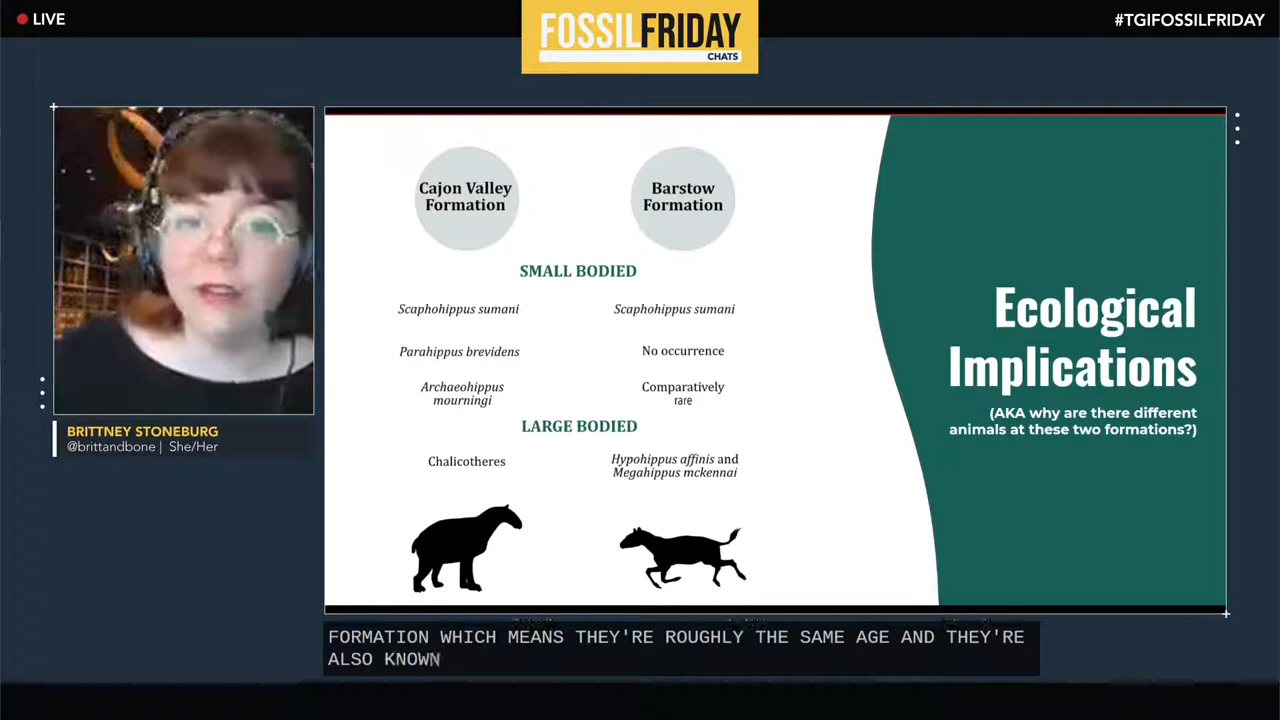 LIVE
FOSSILFRIDAY
CHATS
#TGIFOSSILFRIDAY
Cajon Valley
Formation
Barstow
Formation
SMALL BODIED
Scaphohippus sumani
Scaphohippus sumani
Parahippus brevidens
No occurrence
Archaeohippus
mourningi
Comparatively
rare
LARGE BODIED
Chalicotheres
Hypohippus affinis and
Megahippus mckennai
Ecological
Implications
(AKA why are there different
animals at these two formations?)
BRITTNEY STONEBURG
@brittandbone | She/Her
FORMATION WHICH MEANS THEY'RE ROUGHLY THE SAME AGE AND THEY'RE
ALSO KNOWN